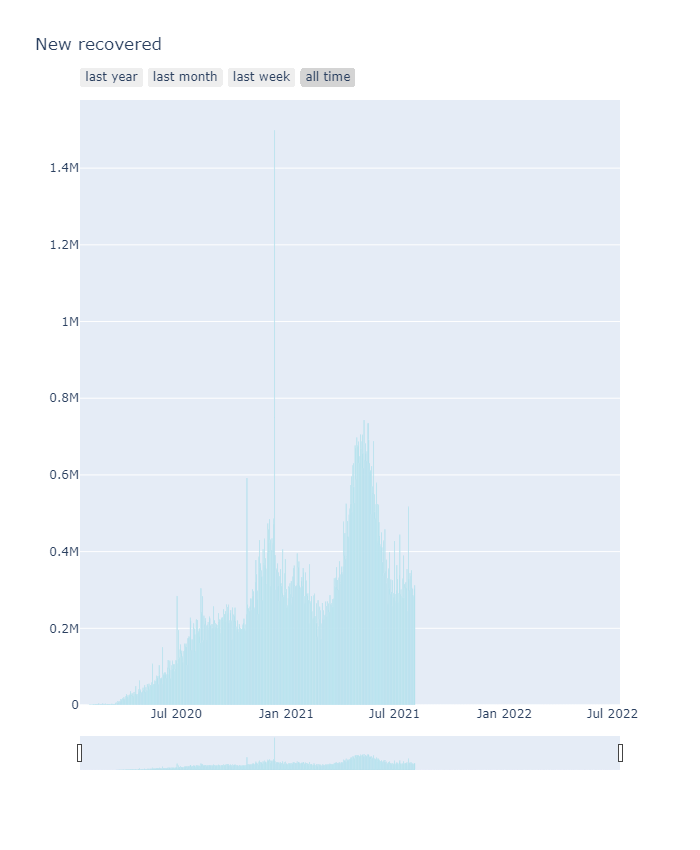 New recovered
last year last month last week all time
1.4M
1.2M
1M
0.8M
0.6M
0.4M
0.2M
0
Jul 2020 Jan 2021 Jul 2021 Jan 2022 Jul 2022